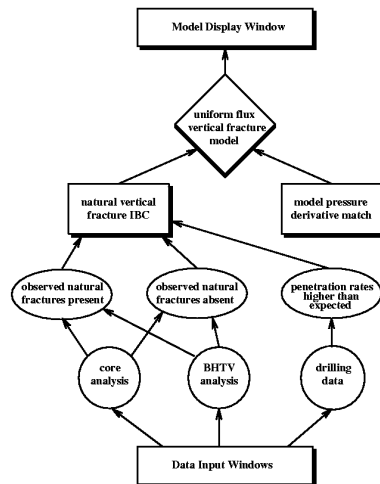 Model Display Window
uniform flux
vertical fracture
model
natural vertical
fracture IBC
model pressure
derivative match
observed natural
fractures present
observed natural
fractures absent
penetration rates
higher than
expected
core
analysis
BHTV
analysis
drilling
data
Data Input Windows